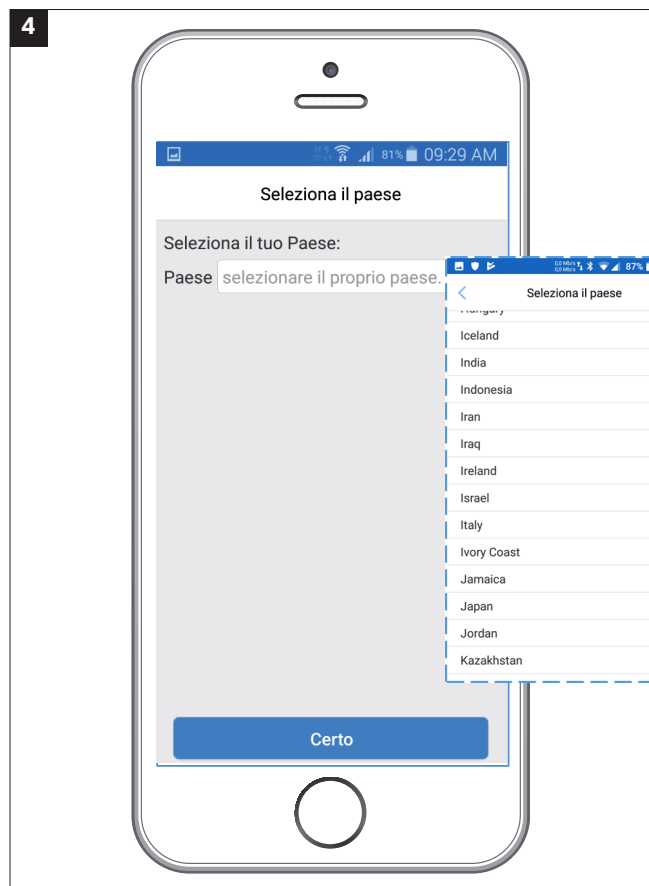 4
81% 09:29 AM
Seleziona il paese
Seleziona il tuo Paese:
Paese selezionare il proprio paese.
87%
Seleziona il paese
Hungary
Iceland
India
Indonesia
Iran
Iraq
Ireland
Israel
Italy
Ivory Coast
Jamaica
Japan
Jordan
Kazakhstan
Certo